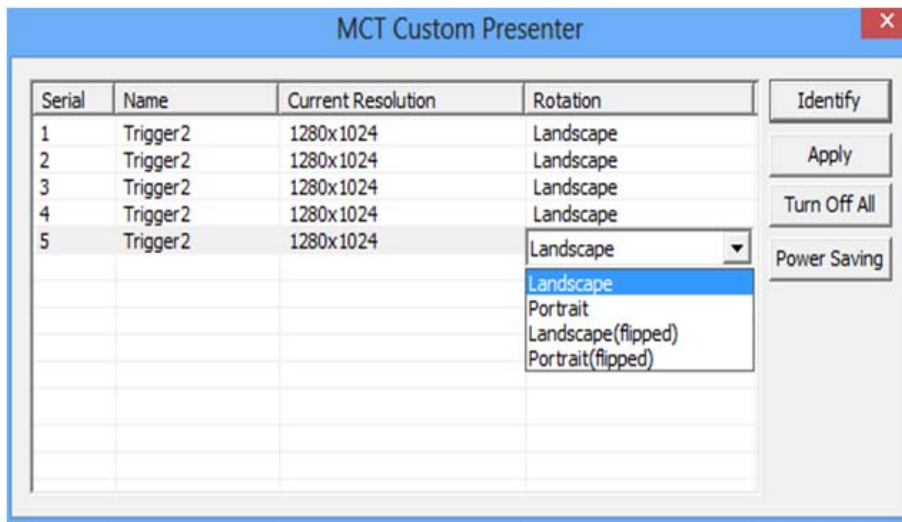 MCT Custom Presenter
Serial Name Current Resolution Rotation
1 Trigger2 1280x1024 Landscape
2 Trigger2 1280x1024 Landscape
3 Trigger2 1280x1024 Landscape
4 Trigger2 1280x1024 Landscape
5 Trigger2 1280x1024 Landscape
Landscape
Portrait
Landscape(flipped)
Portrait(flipped)
Identify
Apply
Turn Off All
Power Saving